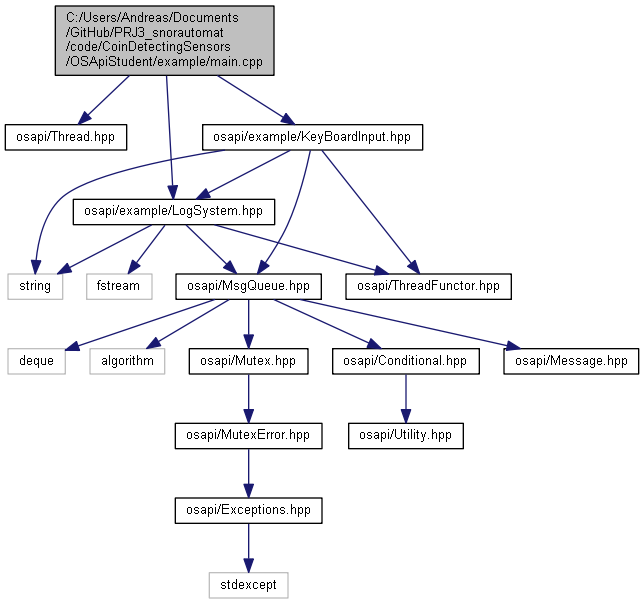 C:/Users/Andreas/Documents
/GitHub/PRJ3_snorautomat
/code/CoinDetectingSensors
/OSApiStudent/example/main.cpp
osapi/Thread.hpp
osapi/example/KeyBoardInput.hpp
osapi/example/LogSystem.hpp
string
fstream
osapi/MsgQueue.hpp
osapi/ThreadFunctor.hpp
deque
algorithm
osapi/Mutex.hpp
osapi/Conditional.hpp
osapi/Message.hpp
osapi/MutexError.hpp
osapi/Utility.hpp
osapi/Exceptions.hpp
stdexcept